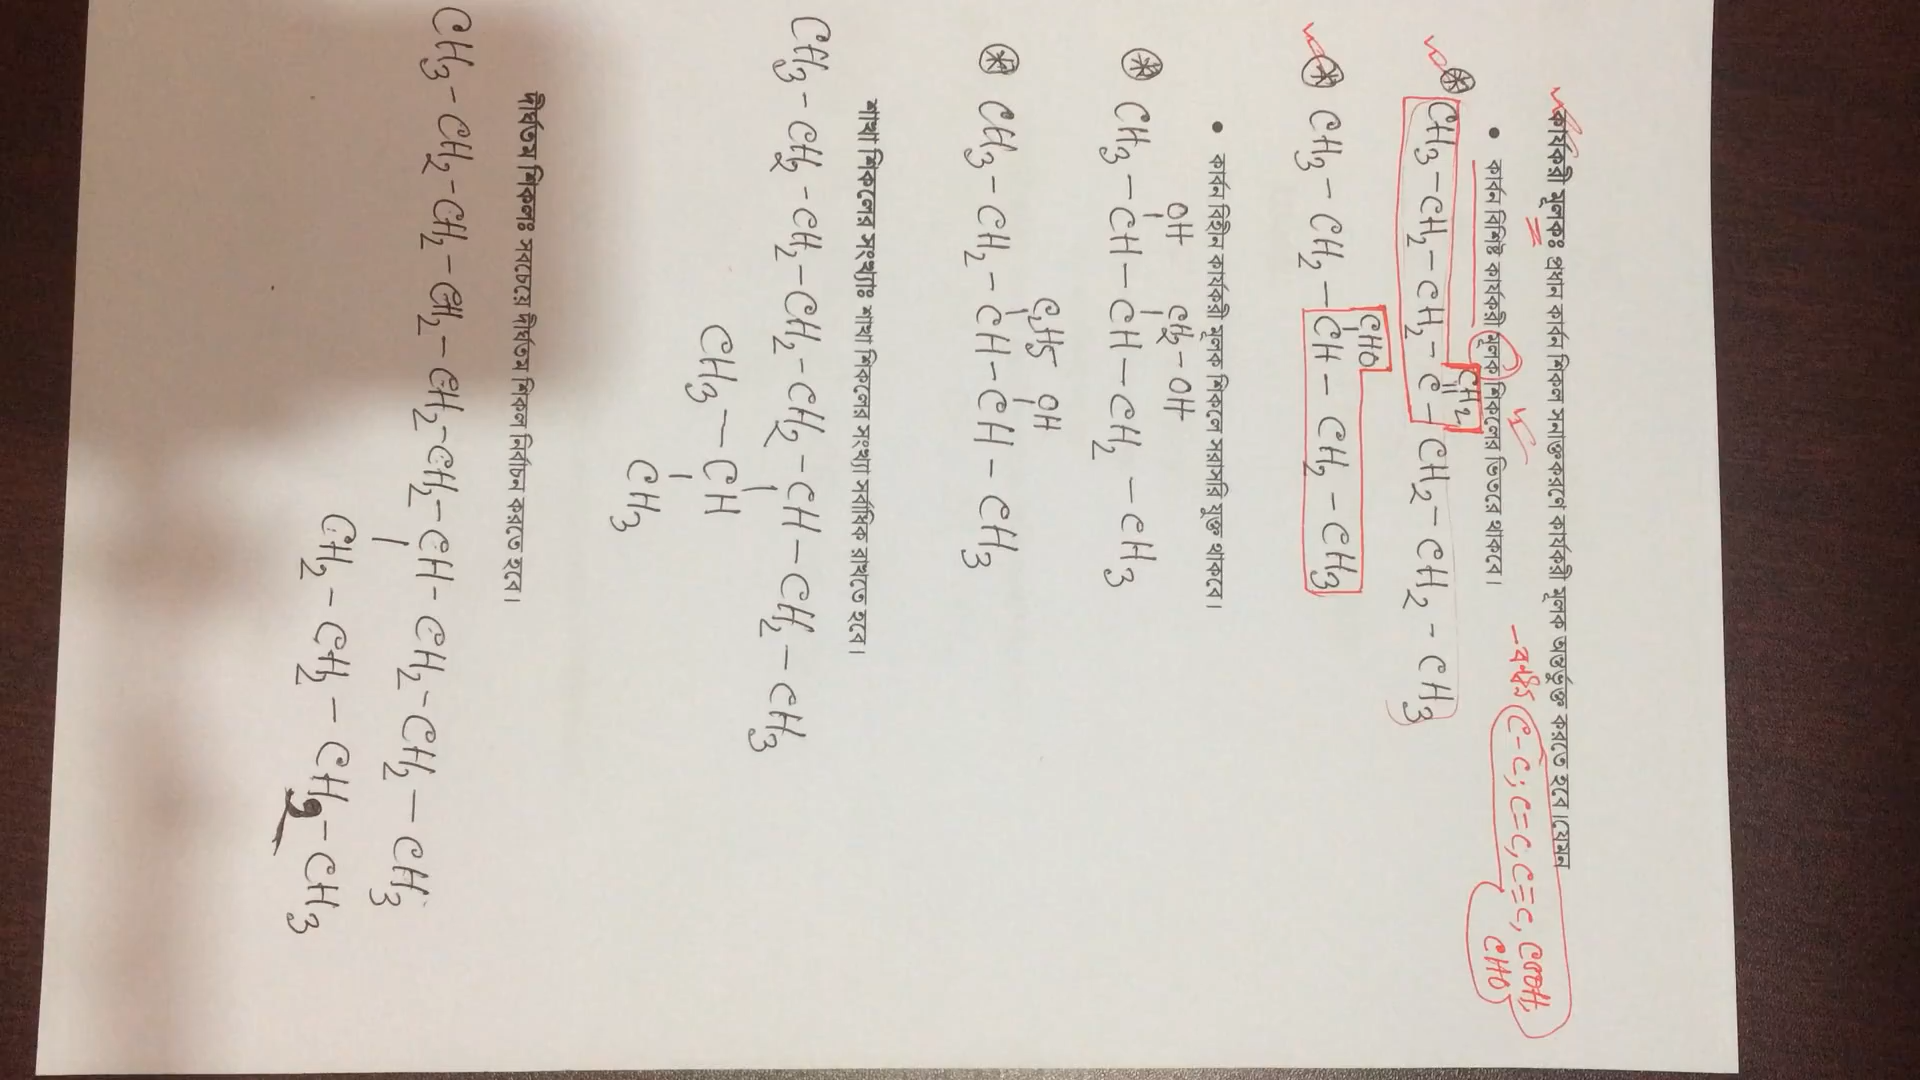 কার্যকরী মূলকঃ প্রধান কার্বন শিকল সনাক্তকরণে কার্যকরী মূলক অন্তর্ভুক্ত করতে হবে।যেমন
C-C; C=C, C≡C, COOH,
CHO
• কার্বন বিশিষ্ট কার্যকরী মূলক শিকলের ভিতরে থাকবে।
CH2
||
CH3-CH2-CH2-C-CH2-CH2-CH3
CHO
|
CH3-CH2-CH-CH2-CH3
• কার্বন বিহীন কার্যকরী মূলক শিকলে সরাসরি যুক্ত থাকবে।
OH CH2-OH
| |
CH3-CH-CH-CH2-CH3
C2H5 OH
| |
CH3-CH2-CH-CH-CH3
শাখা শিকলের সংখ্যাঃ শাখা শিকলের সংখ্যা সর্বাধিক রাখতে হবে।
CH3-CH2-CH2-CH2-CH2-CH-CH2-CH3
|
CH3-CH
|
CH3
দীর্ঘতম শিকলঃ সবচেয়ে দীর্ঘতম শিকল নির্বাচন করতে হবে।
CH3-CH2-CH2-CH2-CH2-CH2-CH-CH2-CH2-CH3
|
CH2-CH2-CH2-CH3